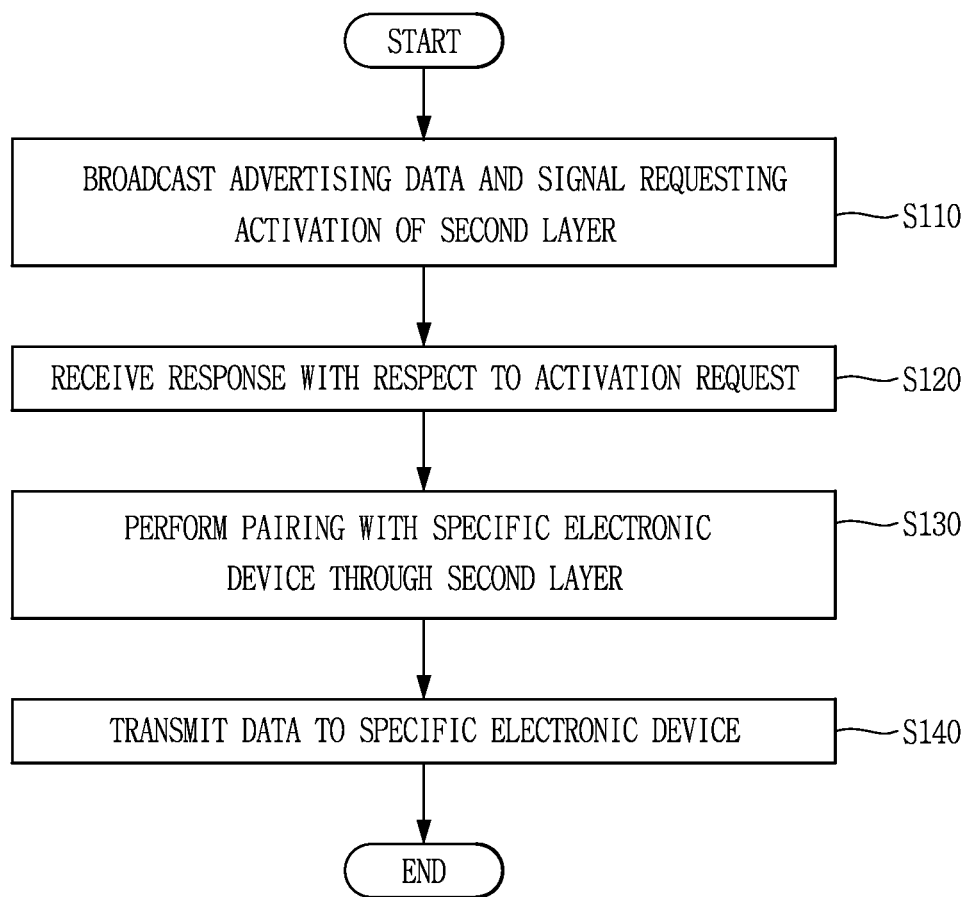 START
BROADCAST ADVERTISING DATA AND SIGNAL REQUESTING
ACTIVATION OF SECOND LAYER
S110
RECEIVE RESPONSE WITH RESPECT TO ACTIVATION REQUEST
S120
PERFORM PAIRING WITH SPECIFIC ELECTRONIC
DEVICE THROUGH SECOND LAYER
S130
TRANSMIT DATA TO SPECIFIC ELECTRONIC DEVICE
S140
END